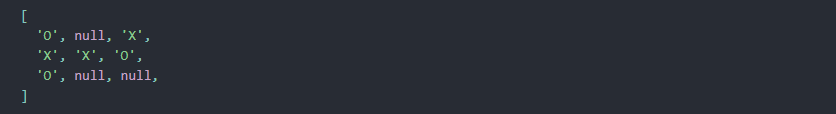 [
'O', null, 'X',
'X', 'X', 'O',
'O', null, null,
]